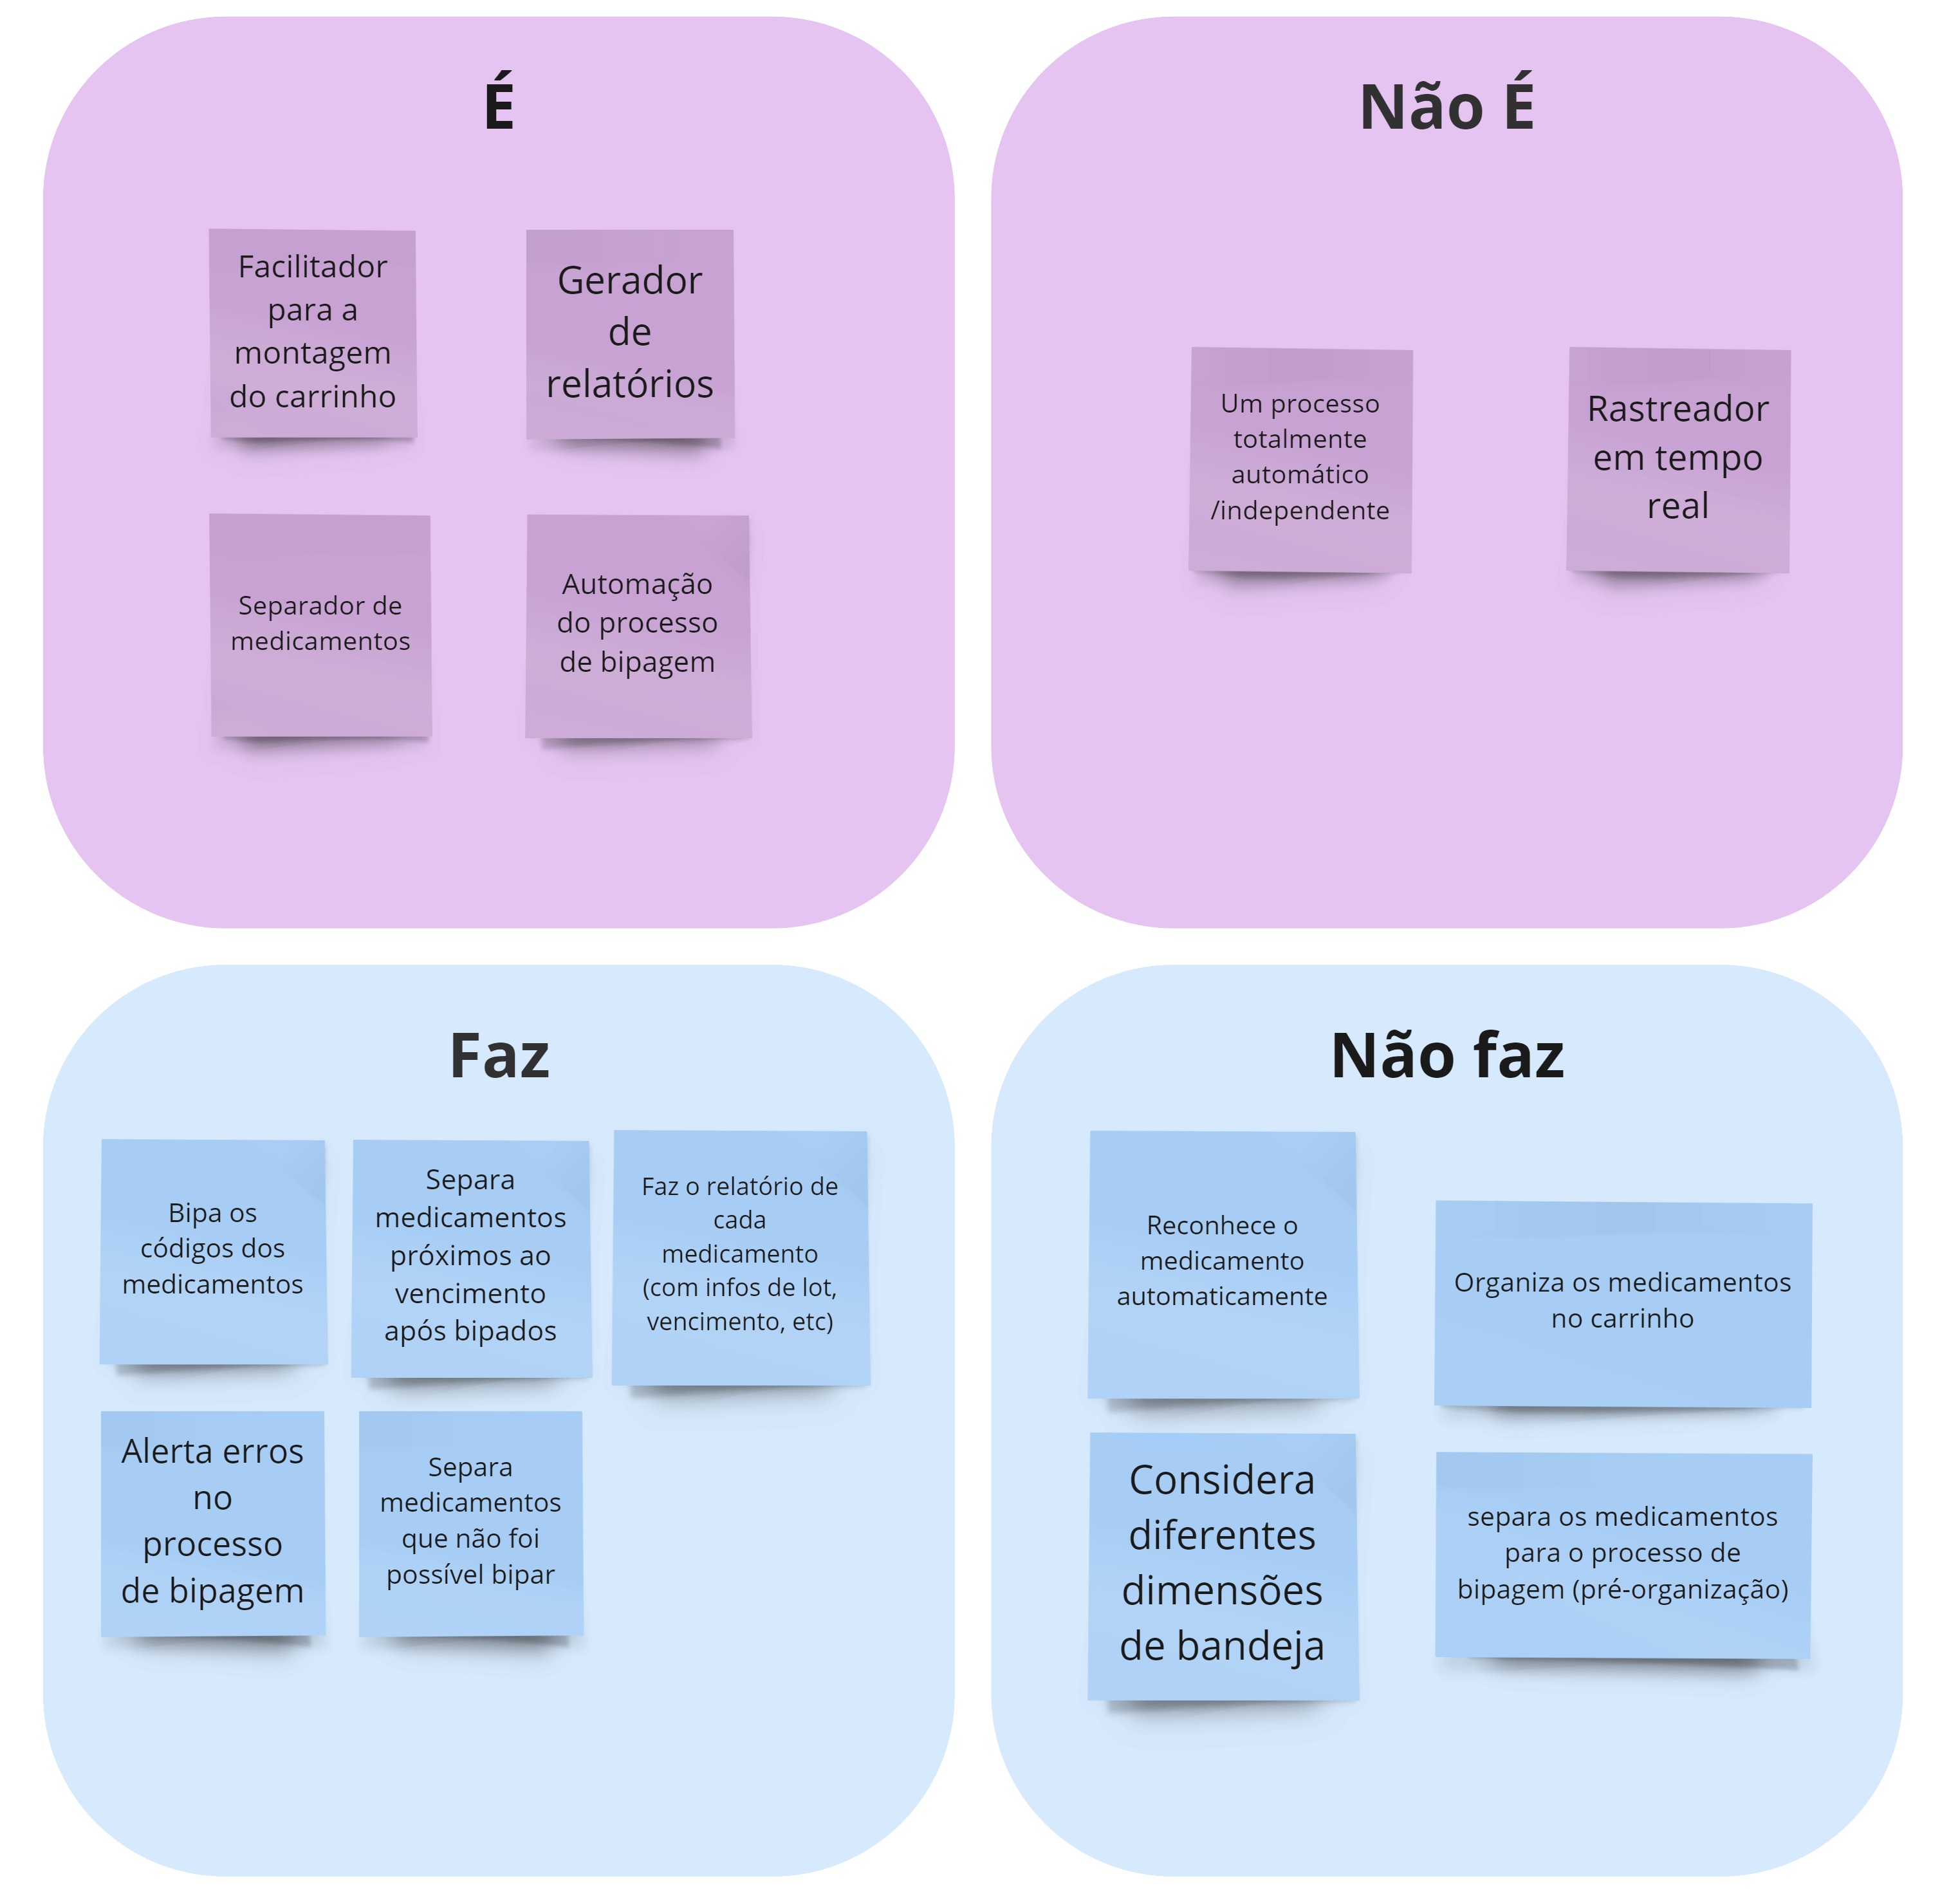 É
Facilitador
para a
montagem
do carrinho
Gerador
de
relatórios
Separador de
medicamentos
Automação
do processo
de bipagem
Não É
Um processo
totalmente
automático
/independente
Rastreador
em tempo
real
Faz
Bipa os
códigos dos
medicamentos
Separa
medicamentos
próximos ao
vencimento
após bipados
Faz o relatório de
cada
medicamento
(com infos de lot,
vencimento, etc)
Alerta erros
no
processo
de bipagem
Separa
medicamentos
que não foi
possível bipar
Não faz
Reconhece o
medicamento
automaticamente
Organiza os medicamentos
no carrinho
Considera
diferentes
dimensões
de bandeja
separa os medicamentos
para o processo de
bipagem (pré-organização)